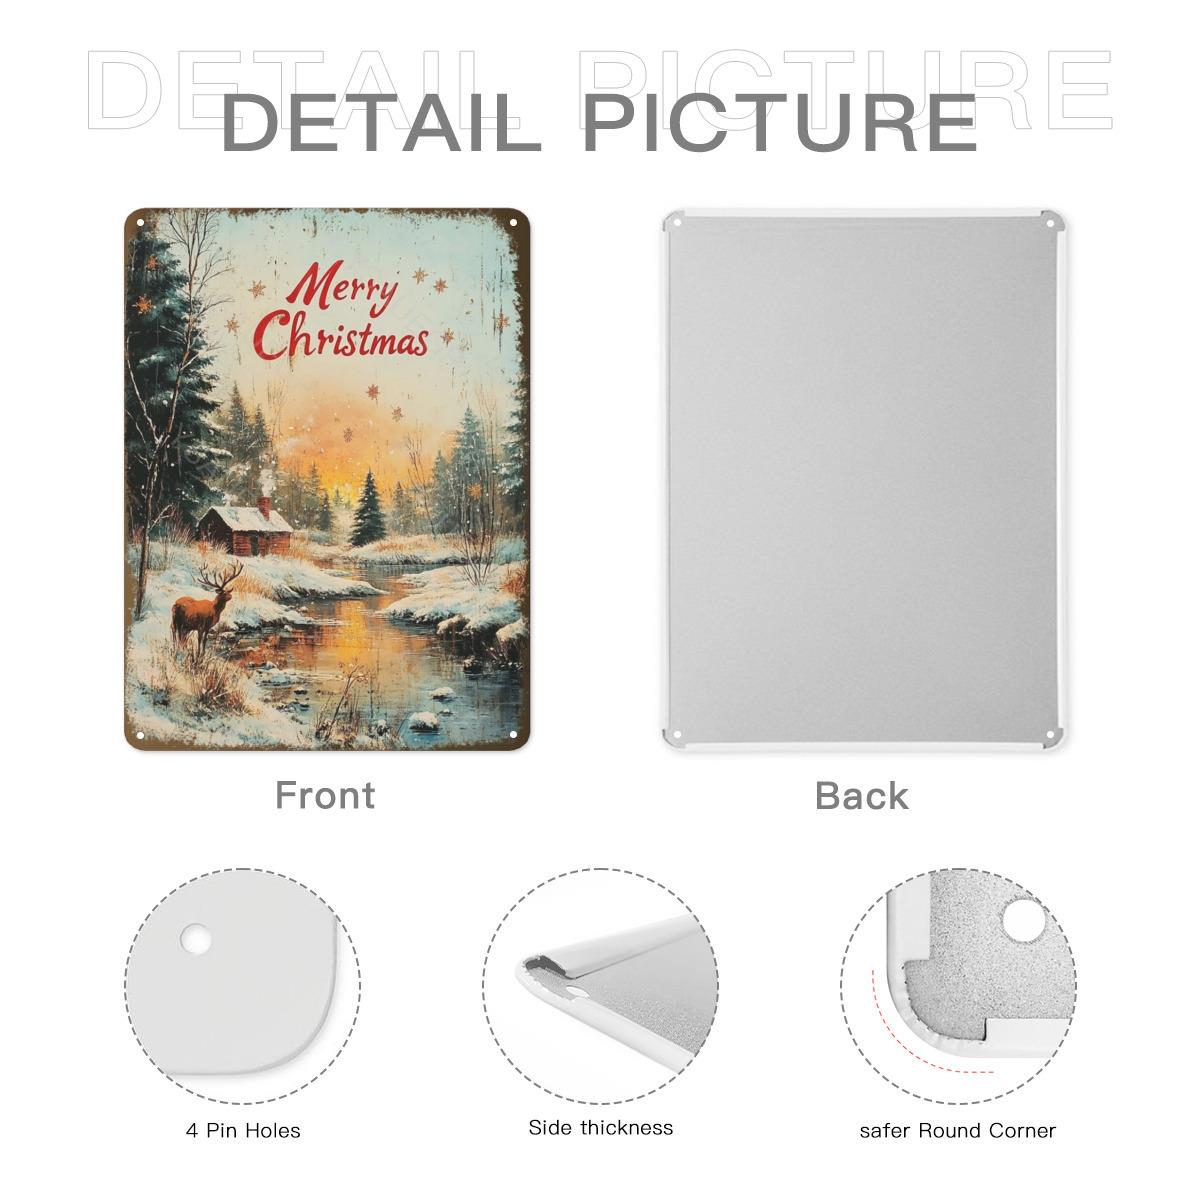 DETAIL PICTURE
DETAIL PICTURE
Merry
Christmas
Front
Back
4 Pin Holes
Side thickness
safer Round Corner